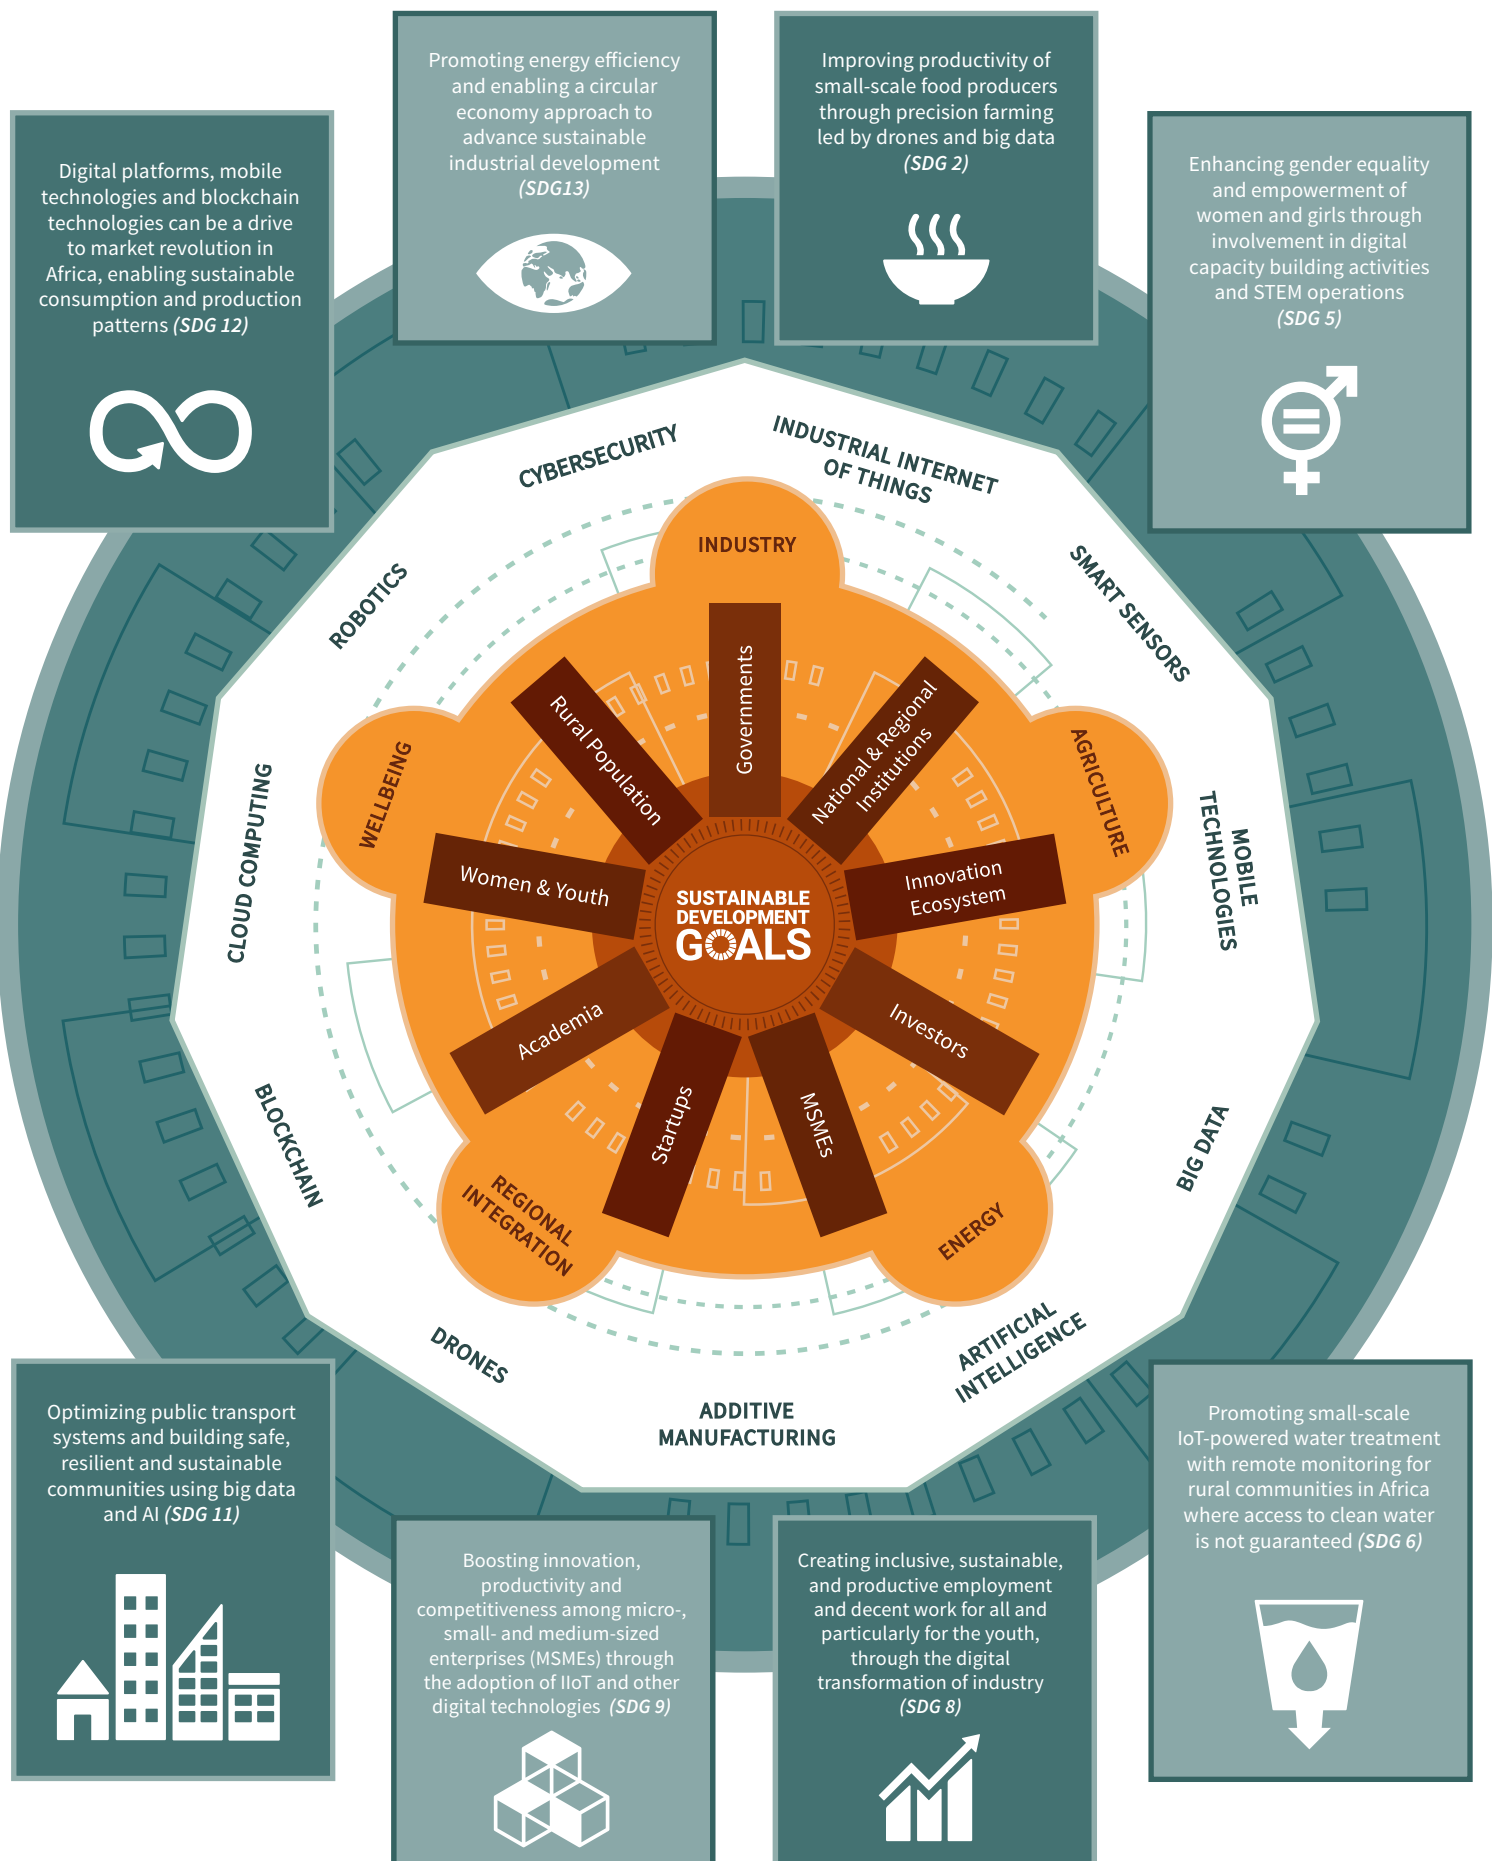 Promoting energy efficiency
and enabling a circular
economy approach to
advance sustainable
industrial development
(SDG13)
Improving productivity of
small-scale food producers
through precision farming
led by drones and big data
(SDG 2)
Digital platforms, mobile
technologies and blockchain
technologies can be a drive
to market revolution in
Africa, enabling sustainable
consumption and production
patterns (SDG 12)
Enhancing gender equality
and empowerment of
women and girls through
involvement in digital
capacity building activities
and STEM operations
(SDG 5)
CYBERSECURITY
INDUSTRIAL INTERNET
OF THINGS
SMART SENSORS
MOBILE
TECHNOLOGIES
BIG DATA
ARTIFICIAL
INTELLIGENCE
ADDITIVE
MANUFACTURING
DRONES
BLOCKCHAIN
CLOUD COMPUTING
ROBOTICS
INDUSTRY
AGRICULTURE
ENERGY
REGIONAL
INTEGRATION
WELLBEING
Governments
National & Regional
Institutions
Innovation
Ecosystem
Investors
MSMEs
Startups
Academia
Women & Youth
Rural Population
SUSTAINABLE
DEVELOPMENT
GOALS
Optimizing public transport
systems and building safe,
resilient and sustainable
communities using big data
and AI (SDG 11)
Boosting innovation,
productivity and
competitiveness among micro-,
small- and medium-sized
enterprises (MSMEs) through
the adoption of IIoT and other
digital technologies (SDG 9)
Creating inclusive, sustainable,
and productive employment
and decent work for all and
particularly for the youth,
through the digital
transformation of industry
(SDG 8)
Promoting small-scale
IoT-powered water treatment
with remote monitoring for
rural communities in Africa
where access to clean water
is not guaranteed (SDG 6)